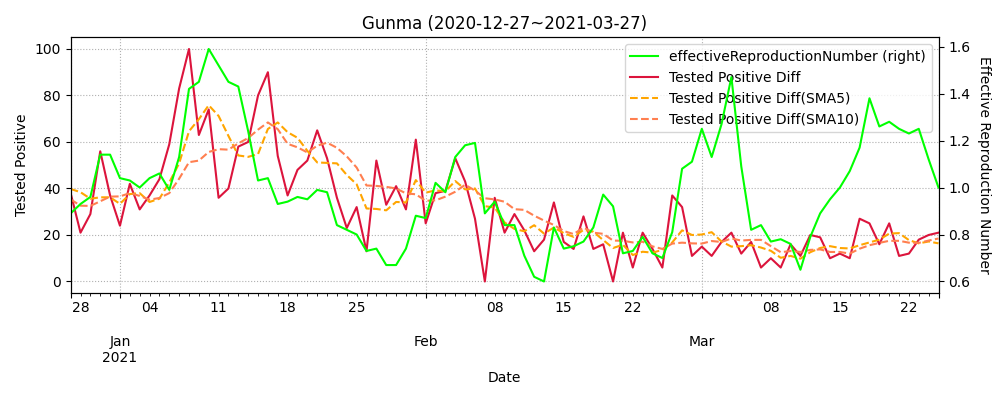 Gunma (2020-12-27~2021-03-27)
effectiveReproductionNumber (right)
Tested Positive Diff
Tested Positive Diff(SMA5)
Tested Positive Diff(SMA10)
Tested Positive
100
80
60
40
20
0
Effective Reproduction Number
1.6
1.4
1.2
1.0
0.8
0.6
28 04 11 18 25 08 15 22 08 15 22
Jan Feb Mar
2021
Date